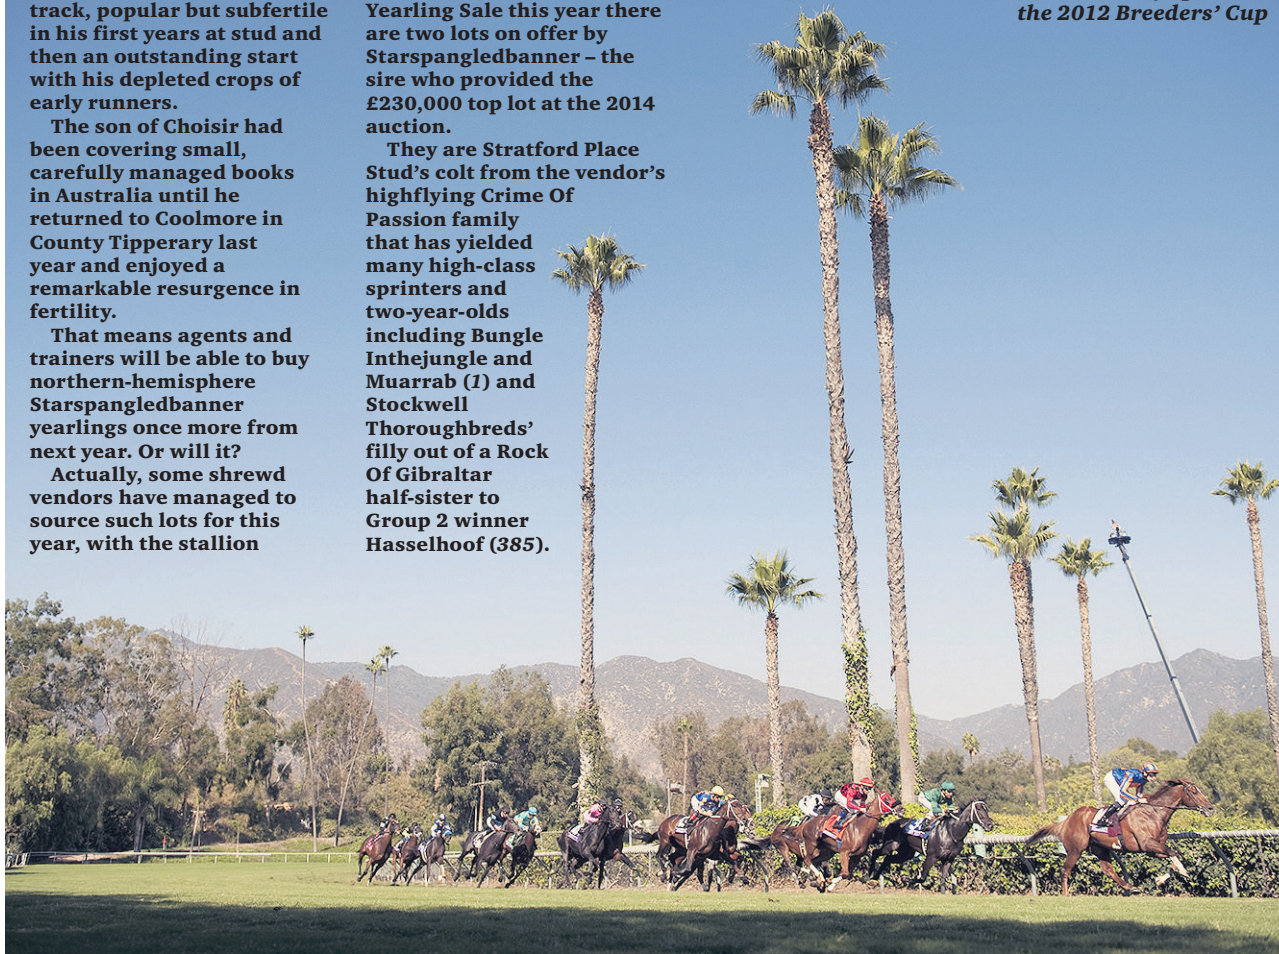 track, popular but subfertile
in his first years at stud and
then an outstanding start
with his depleted crops of
early runners.
The son of Choisir had
been covering small,
carefully managed books
in Australia until he
returned to Coolmore in
County Tipperary last
year and enjoyed a
remarkable resurgence in
fertility.
That means agents and
trainers will be able to buy
northern-hemisphere
Starspangledbanner
yearlings once more from
next year. Or will it?
Actually, some shrewd
vendors have managed to
source such lots for this
year, with the stallion
Yearling Sale this year there
are two lots on offer by
Starspangledbanner – the
sire who provided the
£230,000 top lot at the 2014
auction.
They are Stratford Place
Stud’s colt from the vendor’s
highflying Crime Of
Passion family
that has yielded
many high-class
sprinters and
two-year-olds
including Bungle
Inthejungle and
Muarrab (1) and
Stockwell
Thoroughbreds’
filly out of a Rock
Of Gibraltar
half-sister to
Group 2 winner
Hasselhoof (385).
the 2012 Breeders’ Cup